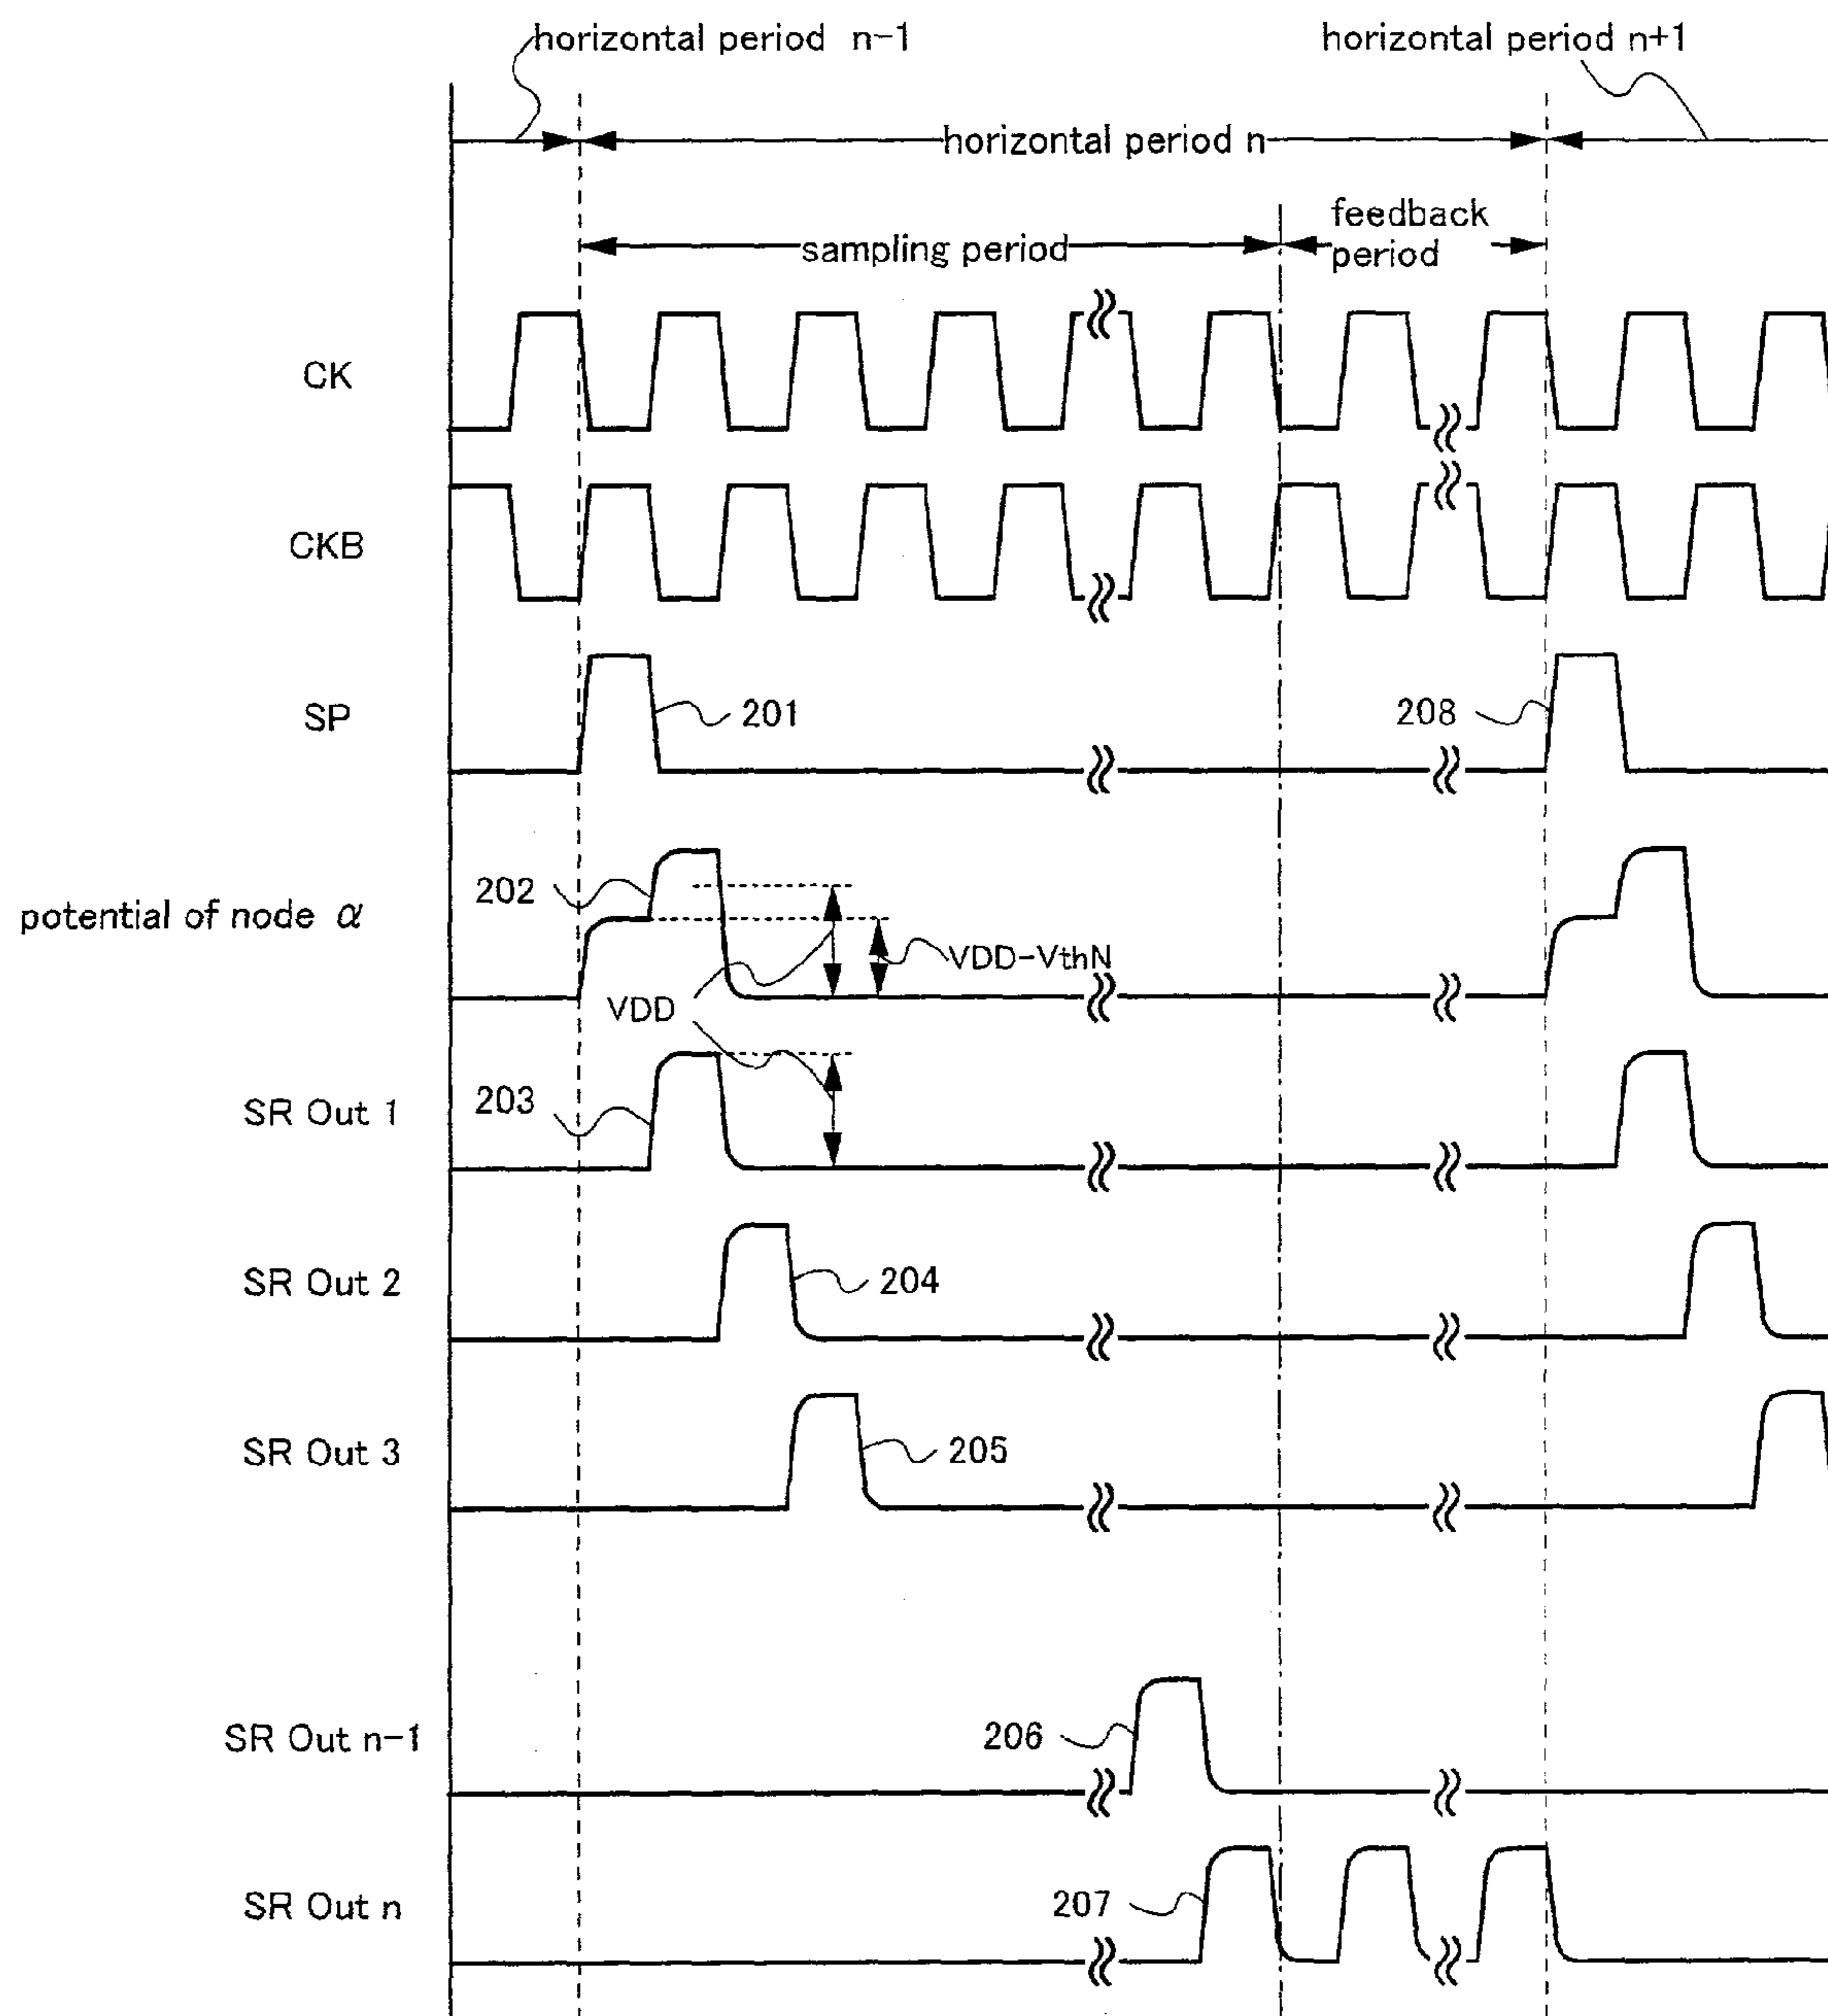 horizontal period n-1
horizontal period n+1
horizontal period n
feedback
period
sampling period
CK
CKB
SP
201
208
202
potential of node α
VDD-VthN
VDD
203
SR Out 1
SR Out 2
204
SR Out 3
205
SR Out n-1
206
SR Out n
207